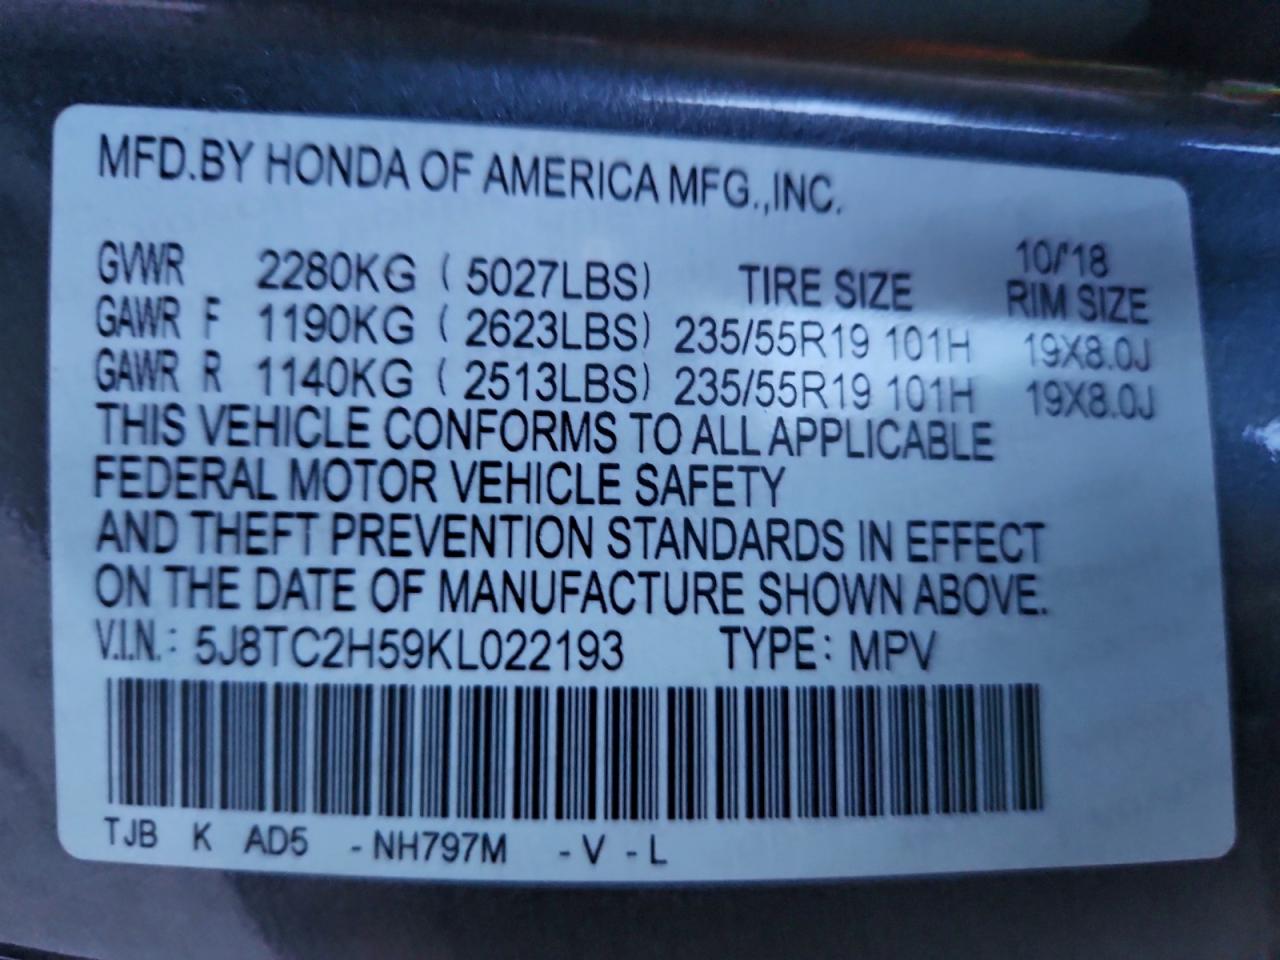 MFD.BY HONDA OF AMERICA MFG.,INC.
10/'18
GVWR 2280KG ( 5027LBS) TIRE SIZE RIM SIZE
GAWR F 1190KG ( 2623LBS) 235/55R19 101H 19X8.0J
GAWR R 1140KG ( 2513LBS) 235/55R19 101H 19X8.0J
THIS VEHICLE CONFORMS TO ALL APPLICABLE
FEDERAL MOTOR VEHICLE SAFETY
AND THEFT PREVENTION STANDARDS IN EFFECT
ON THE DATE OF MANUFACTURE SHOWN ABOVE.
V.I.N.: 5J8TC2H59KL022193 TYPE: MPV
TJB K AD5 -NH797M -V -L